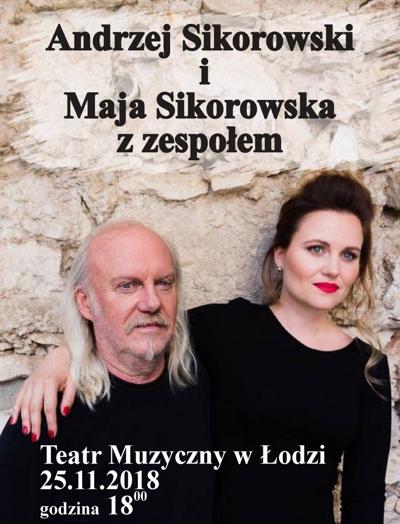 Andrzej Sikorowski
i
Maja Sikorowska
z zespołem
Teatr Muzyczny w Łodzi
25.11.2018
godzina 18⁰⁰